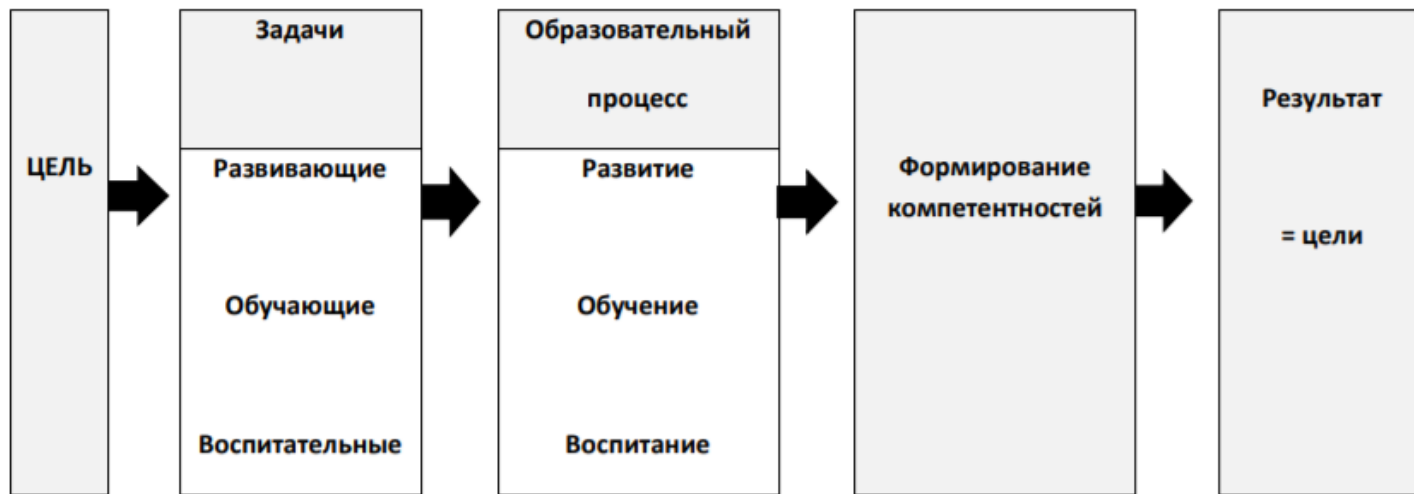 ЦЕЛЬ
Задачи
Развивающие
Обучающие
Воспитательные
Образовательный
процесс
Развитие
Обучение
Воспитание
Формирование
компетентностей
Результат
= цели